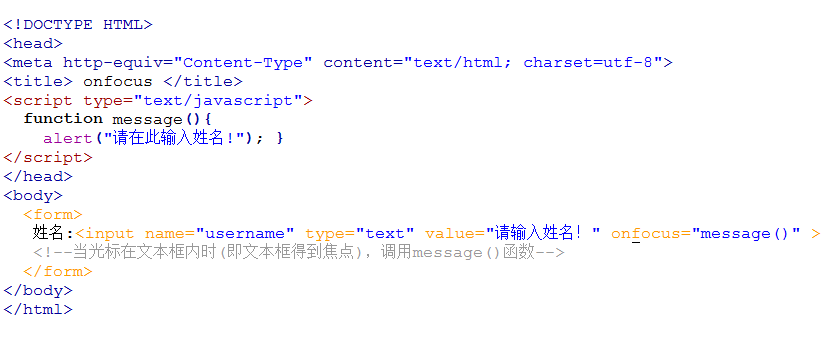 <!DOCTYPE HTML>
<head>
<meta http-equiv="Content-Type" content="text/html; charset=utf-8">
<title> onfocus </title>
<script type="text/javascript">
  function message(){
    alert("请在此输入姓名!"); }
</script>
</head>
<body>
  <form>
   姓名:<input name="username" type="text" value="请输入姓名！" onfocus="message()" >
   <!--当光标在文本框内时(即文本框得到焦点)，调用message()函数-->
  </form>
</body>
</html>